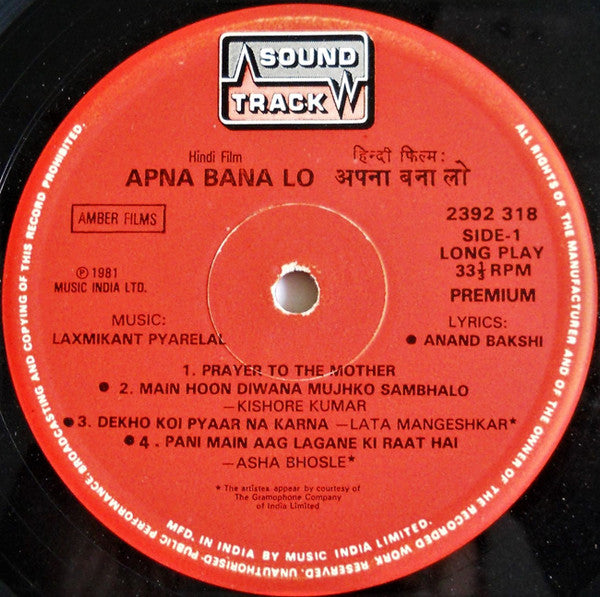 SOUND
TRACK
Hindi Film
हिन्दी फिल्म:
APNA BANA LO अपना बना लो
AMBER FILMS
2392 318
SIDE-1
LONG PLAY
33⅓ RPM
PREMIUM
℗ 1981
MUSIC INDIA LTD.
MUSIC:
LAXMIKANT PYARELAL
LYRICS:
● ANAND BAKSHI
1. PRAYER TO THE MOTHER
● 2. MAIN HOON DIWANA MUJHKO SAMBHALO
—KISHORE KUMAR
● 3. DEKHO KOI PYAAR NA KARNA —LATA MANGESHKAR*
● 4 - PANI MAIN AAG LAGANE KI RAAT HAI
—ASHA BHOSLE*
* The artistes appear by courtesy of
The Gramophone Company
of India Limited
MFD. IN INDIA BY MUSIC INDIA LIMITED.
ALL RIGHTS OF THE MANUFACTURER AND OF THE OWNER OF THE RECORDED WORK RESERVED. UNAUTHORISED PUBLIC PERFORMANCE-BROADCASTING AND COPYING OF THIS RECORD PROHIBITED.